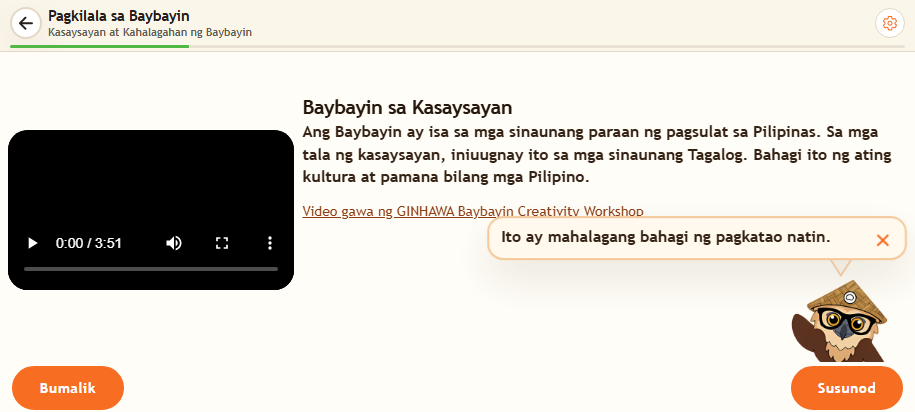 Pagkilala sa Baybayin
Kasaysayan at Kahalagahan ng Baybayin
Baybayin sa Kasaysayan
Ang Baybayin ay isa sa mga sinaunang paraan ng pagsulat sa Pilipinas. Sa mga
tala ng kasaysayan, iniuugnay ito sa mga sinaunang Tagalog. Bahagi ito ng ating
kultura at pamana bilang mga Pilipino.
Video gawa ng GINHAWA Baybayin Creativity Workshop
0:00 / 3:51
Ito ay mahalagang bahagi ng pagkatao natin.
Bumalik
Susunod